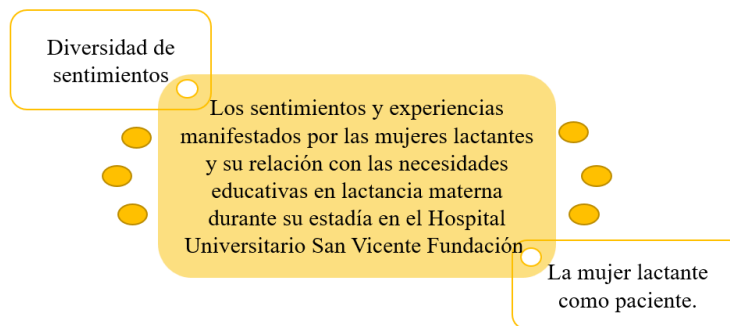 Diversidad de
sentimientos
Los sentimientos y experiencias
manifestados por las mujeres lactantes
y su relación con las necesidades
educativas en lactancia materna
durante su estadía en el Hospital
Universitario San Vicente Fundación
La mujer lactante
como paciente.